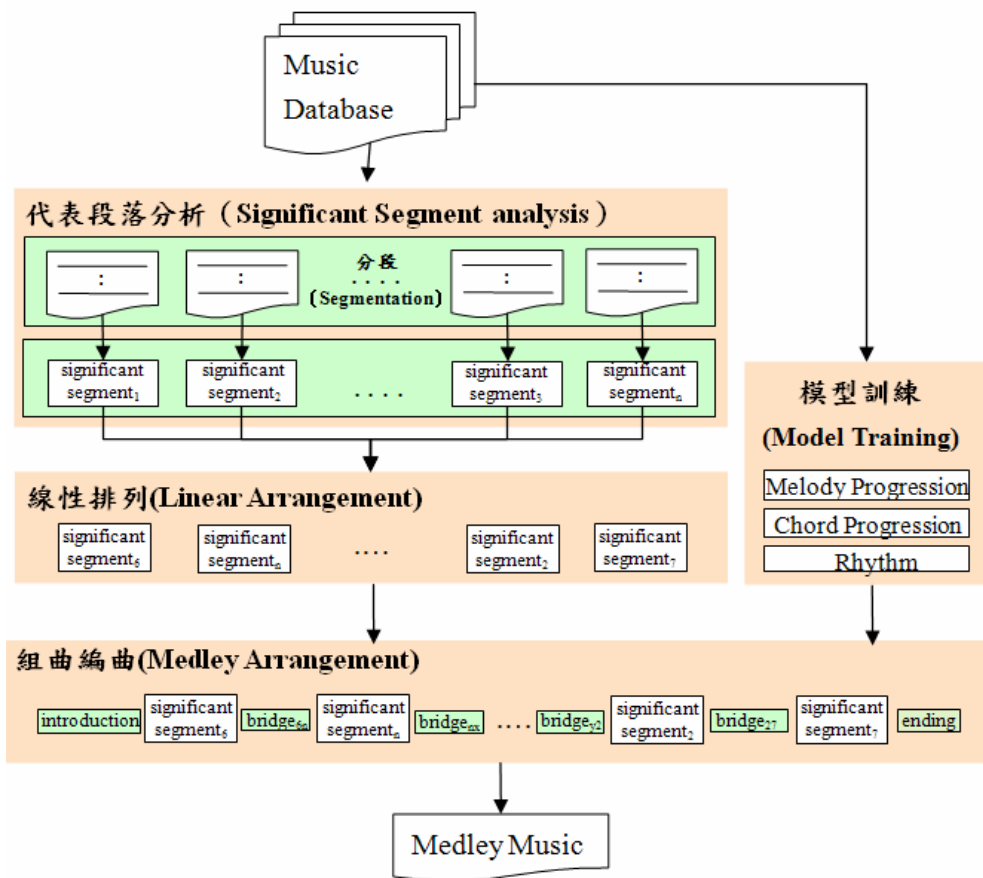 Music
Database
代表段落分析（Significant Segment analysis）
:
:
分段
. . . .
(Segmentation)
:
:
significant
segment₁
significant
segment₂
. . . .
significant
segment₃
significant
segmentₙ
模型訓練
(Model Training)
Melody Progression
Chord Progression
Rhythm
線性排列(Linear Arrangement)
significant
segment₆
significant
segmentₙ
....
significant
segment₂
significant
segment₇
組曲編曲(Medley Arrangement)
introduction
significant
segment₆
bridge₆ₙ
significant
segmentₙ
bridgeₙₓ
....
bridge_y2
significant
segment₂
bridge₂₇
significant
segment₇
ending
Medley Music